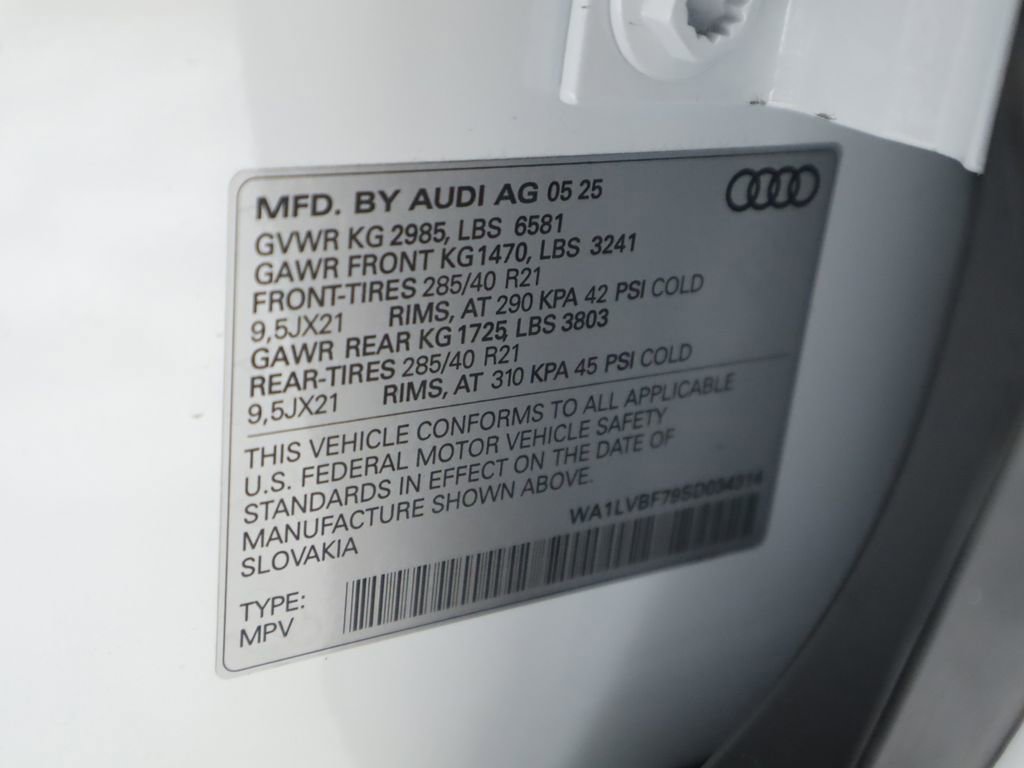 MFD. BY AUDI AG 05 25
GVWR KG 2985, LBS 6581
GAWR FRONT KG1470, LBS 3241
FRONT-TIRES 285/40 R21
9,5JX21 RIMS, AT 290 KPA 42 PSI COLD
GAWR REAR KG 1725, LBS 3803
REAR-TIRES 285/40 R21
9,5JX21 RIMS, AT 310 KPA 45 PSI COLD
THIS VEHICLE CONFORMS TO ALL APPLICABLE
U.S. FEDERAL MOTOR VEHICLE SAFETY
STANDARDS IN EFFECT ON THE DATE OF
MANUFACTURE SHOWN ABOVE.
SLOVAKIA
WA1LVBF79SD034314
TYPE:
MPV